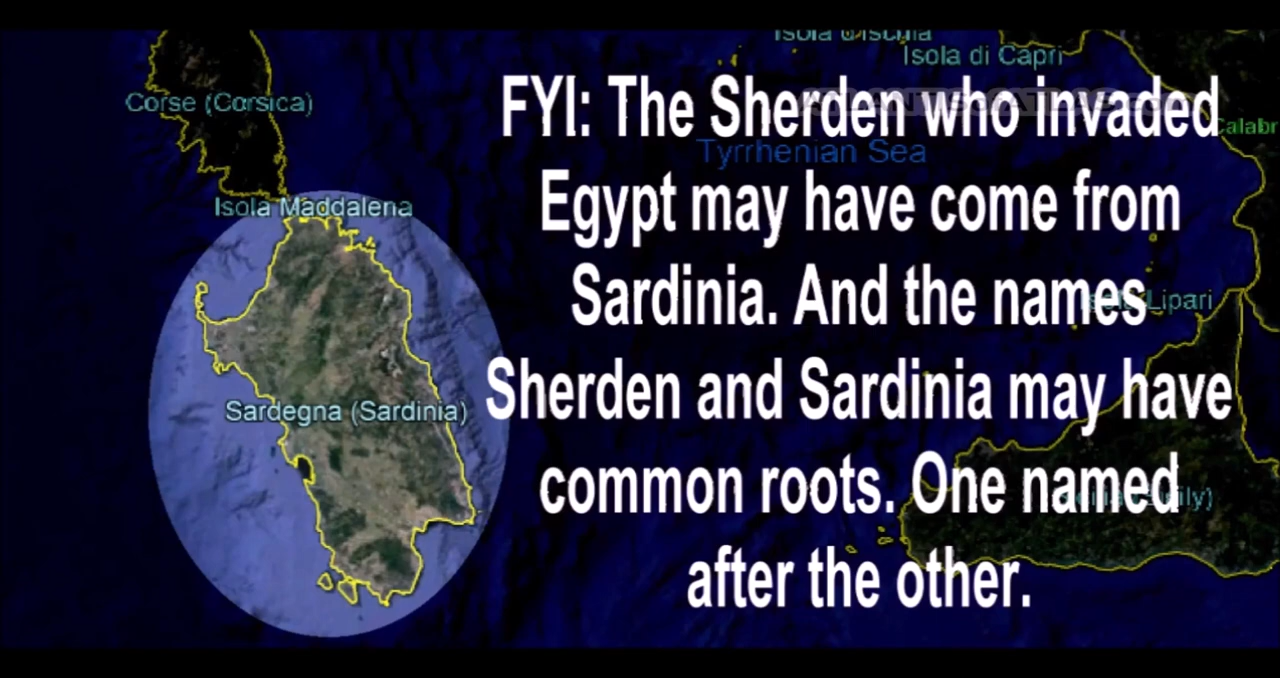 Isola d'Ischia
Isola di Capri
Corse (Corsica)
FYI: The Sherden who invaded
Tyrrhenian Sea
Egypt may have come from
Isola Maddalena
Sardinia. And the names
Lipari
Sherden and Sardinia may have
Sardegna (Sardinia)
common roots. One named
after the other.